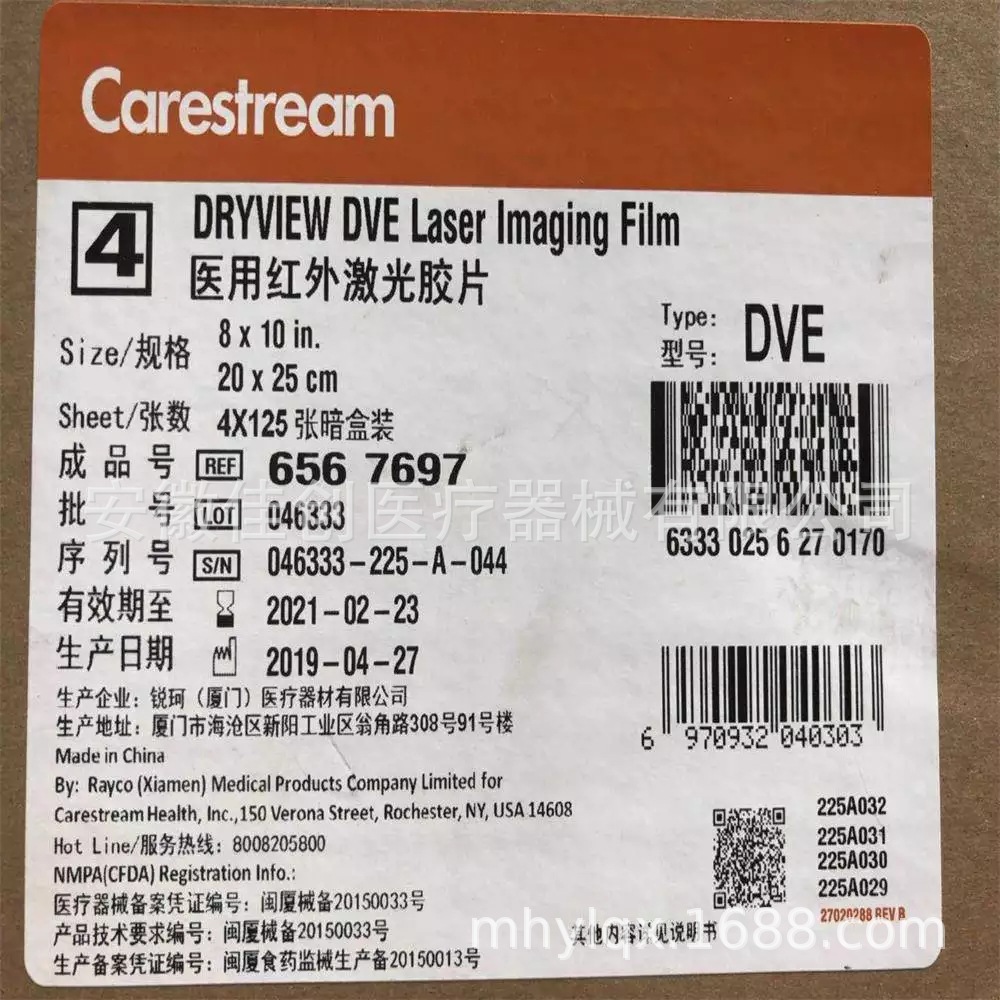 Carestream
4
DRYVIEW DVE Laser Imaging Film
医用红外激光胶片
Size/规格
8 x 10 in.
20 x 25 cm
Type:
型号:
DVE
Sheet/张数
4X125 张暗盒装
成品号 REF 656 7697
批 号 LOT 046333
序列号 S/N 046333-225-A-044
有效期至 2021-02-23
生产日期 2019-04-27
6333 025 6 27 0170
安徽佳创医疗器械有限公司
生产企业: 锐珂（厦门）医疗器材有限公司
生产地址: 厦门市海沧区新阳工业区翁角路308号91号楼
6 970932 040303
Made in China
By: Rayco (Xiamen) Medical Products Company Limited for
Carestream Health, Inc.,150 Verona Street, Rochester, NY, USA 14608
Hot Line/服务热线: 8008205800
NMPA(CFDA) Registration Info.:
医疗器械备案凭证编号: 闽厦械备20150033号
产品技术要求编号: 闽厦械备20150033号
生产备案凭证编号: 闽厦食药监械生产备20150013号
225A032
225A031
225A030
225A029
27020288 REV B
其他内容详见说明书
mhylqx.1688.com